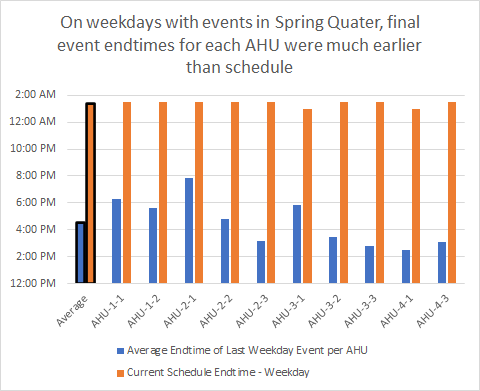 On weekdays with events in Spring Quater, final
event endtimes for each AHU were much earlier
than schedule
2:00 AM
12:00 AM
10:00 PM
8:00 PM
6:00 PM
4:00 PM
2:00 PM
12:00 PM
Average
AHU-1-1
AHU-1-2
AHU-2-1
AHU-2-2
AHU-2-3
AHU-3-1
AHU-3-2
AHU-3-3
AHU-4-1
AHU-4-3
Average Endtime of Last Weekday Event per AHU
Current Schedule Endtime - Weekday